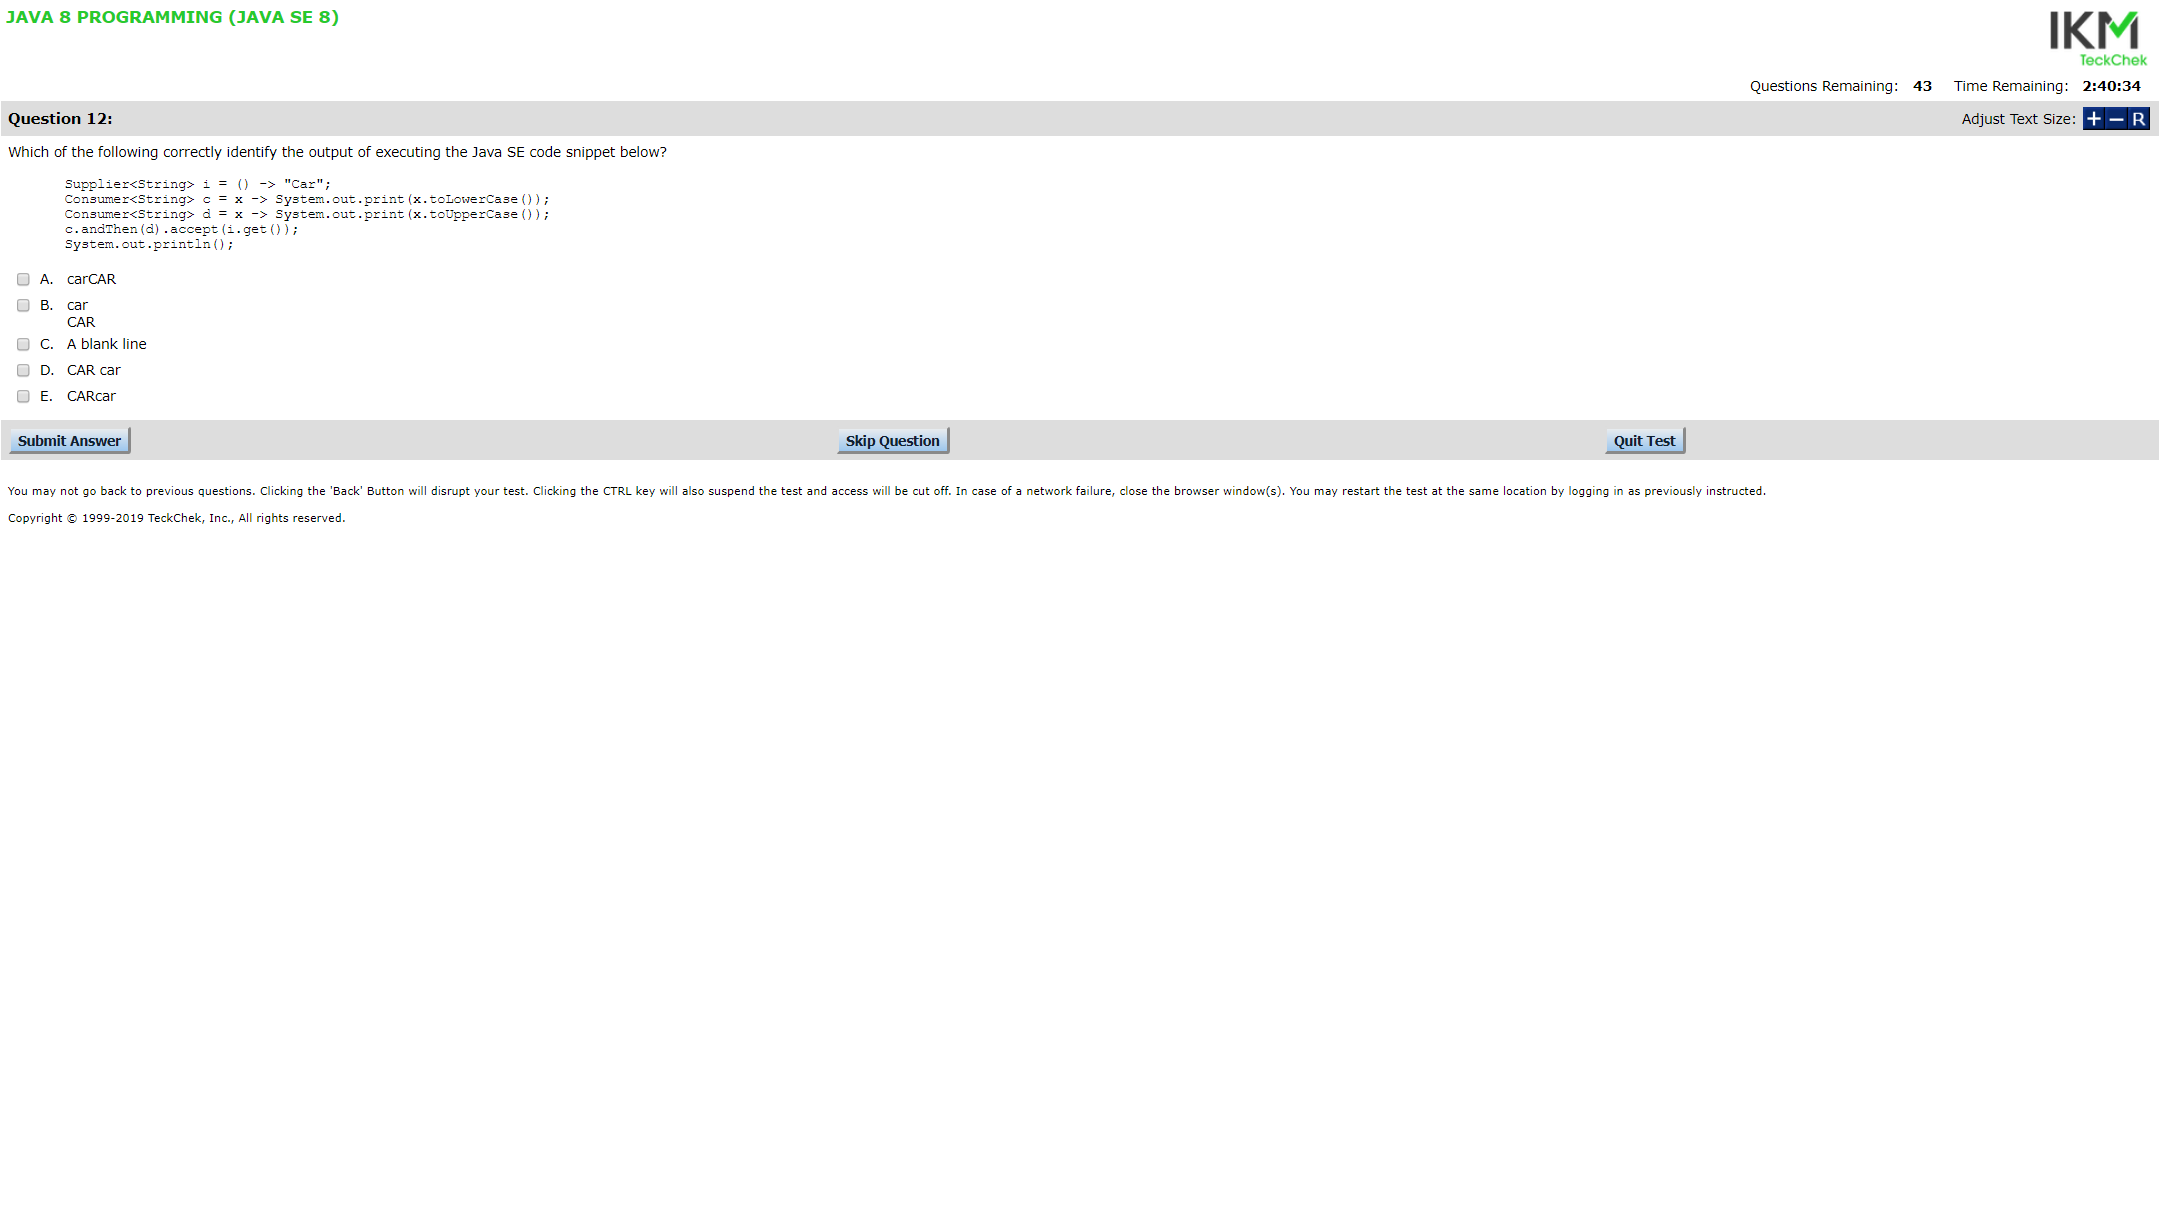 JAVA 8 PROGRAMMING (JAVA SE 8)
IKM
TeckChek
Questions Remaining: 43 Time Remaining: 2:40:34
Question 12:
Adjust Text Size: + – R
Which of the following correctly identify the output of executing the Java SE code snippet below?
Supplier<String> i = () -> "Car";
Consumer<String> c = x -> System.out.print(x.toLowerCase());
Consumer<String> d = x -> System.out.print(x.toUpperCase());
c.andThen(d).accept(i.get());
System.out.println();
A. carCAR
B. car
CAR
C. A blank line
D. CAR car
E. CARcar
Submit Answer
Skip Question
Quit Test
You may not go back to previous questions. Clicking the 'Back' Button will disrupt your test. Clicking the CTRL key will also suspend the test and access will be cut off. In case of a network failure, close the browser window(s). You may restart the test at the same location by logging in as previously instructed.
Copyright © 1999-2019 TeckChek, Inc., All rights reserved.